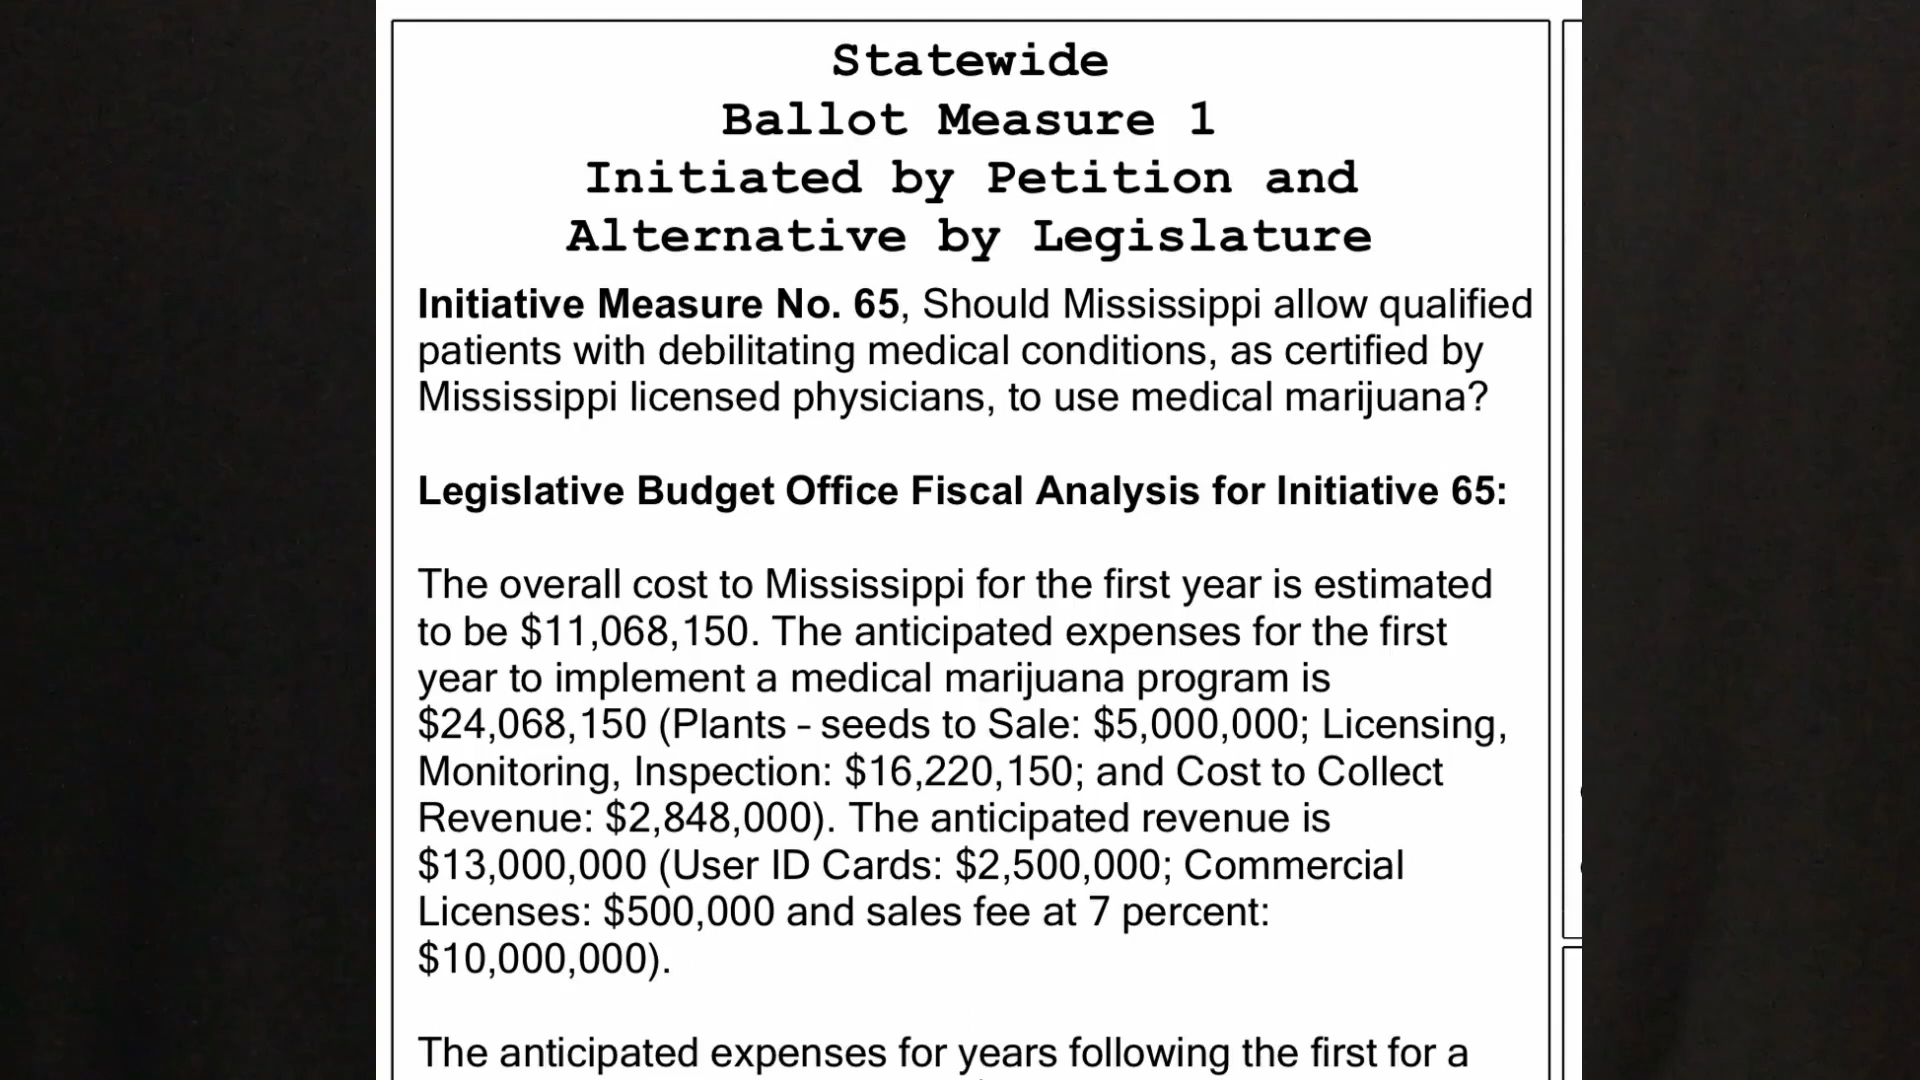 Statewide
Ballot Measure 1
Initiated by Petition and
Alternative by Legislature
Initiative Measure No. 65, Should Mississippi allow qualified
patients with debilitating medical conditions, as certified by
Mississippi licensed physicians, to use medical marijuana?
Legislative Budget Office Fiscal Analysis for Initiative 65:
The overall cost to Mississippi for the first year is estimated
to be $11,068,150. The anticipated expenses for the first
year to implement a medical marijuana program is
$24,068,150 (Plants - seeds to Sale: $5,000,000; Licensing,
Monitoring, Inspection: $16,220,150; and Cost to Collect
Revenue: $2,848,000). The anticipated revenue is
$13,000,000 (User ID Cards: $2,500,000; Commercial
Licenses: $500,000 and sales fee at 7 percent:
$10,000,000).
The anticipated expenses for years following the first for a